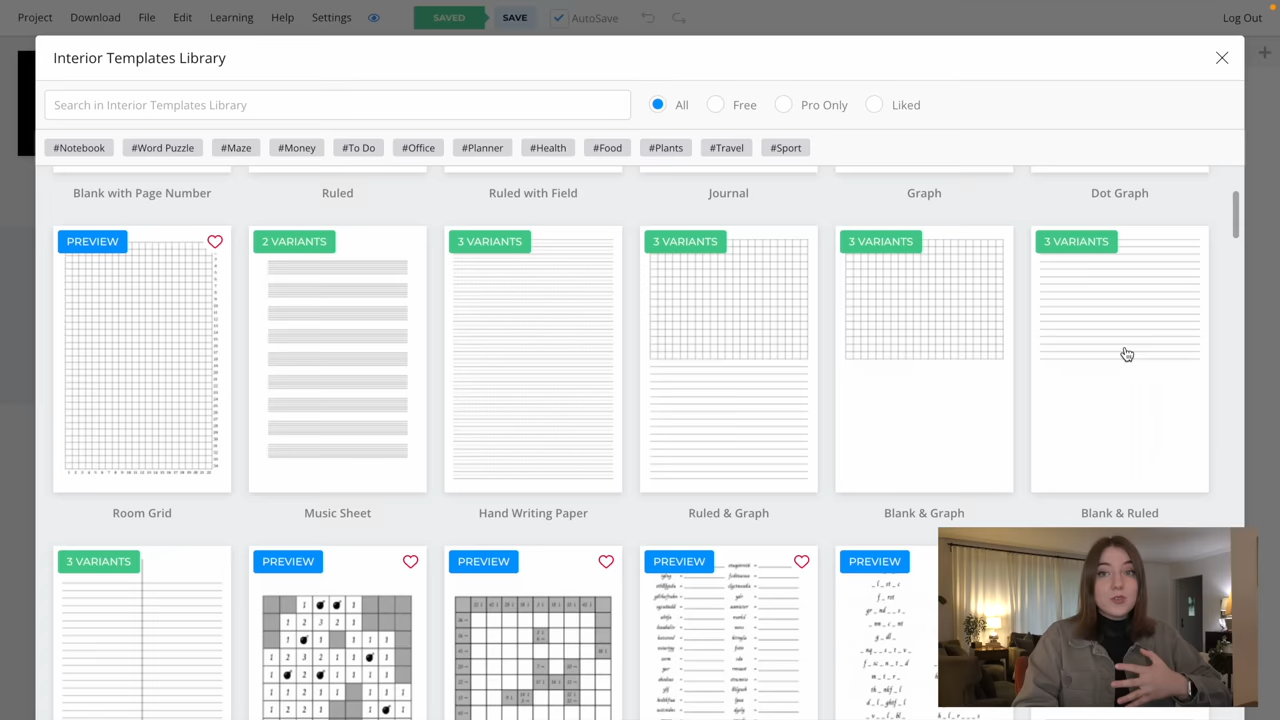 Project Download File Edit Learning Help Settings SAVED SAVE AutoSave Log Out
Interior Templates Library
Search in Interior Templates Library All Free Pro Only Liked
#Notebook #Word Puzzle #Maze #Money #To Do #Office #Planner #Health #Food #Plants #Travel #Sport
Blank with Page Number Ruled Ruled with Field Journal Graph Dot Graph
PREVIEW 2 VARIANTS 3 VARIANTS 3 VARIANTS 3 VARIANTS 3 VARIANTS
Room Grid Music Sheet Hand Writing Paper Ruled & Graph Blank & Graph Blank & Ruled
3 VARIANTS PREVIEW PREVIEW PREVIEW PREVIEW